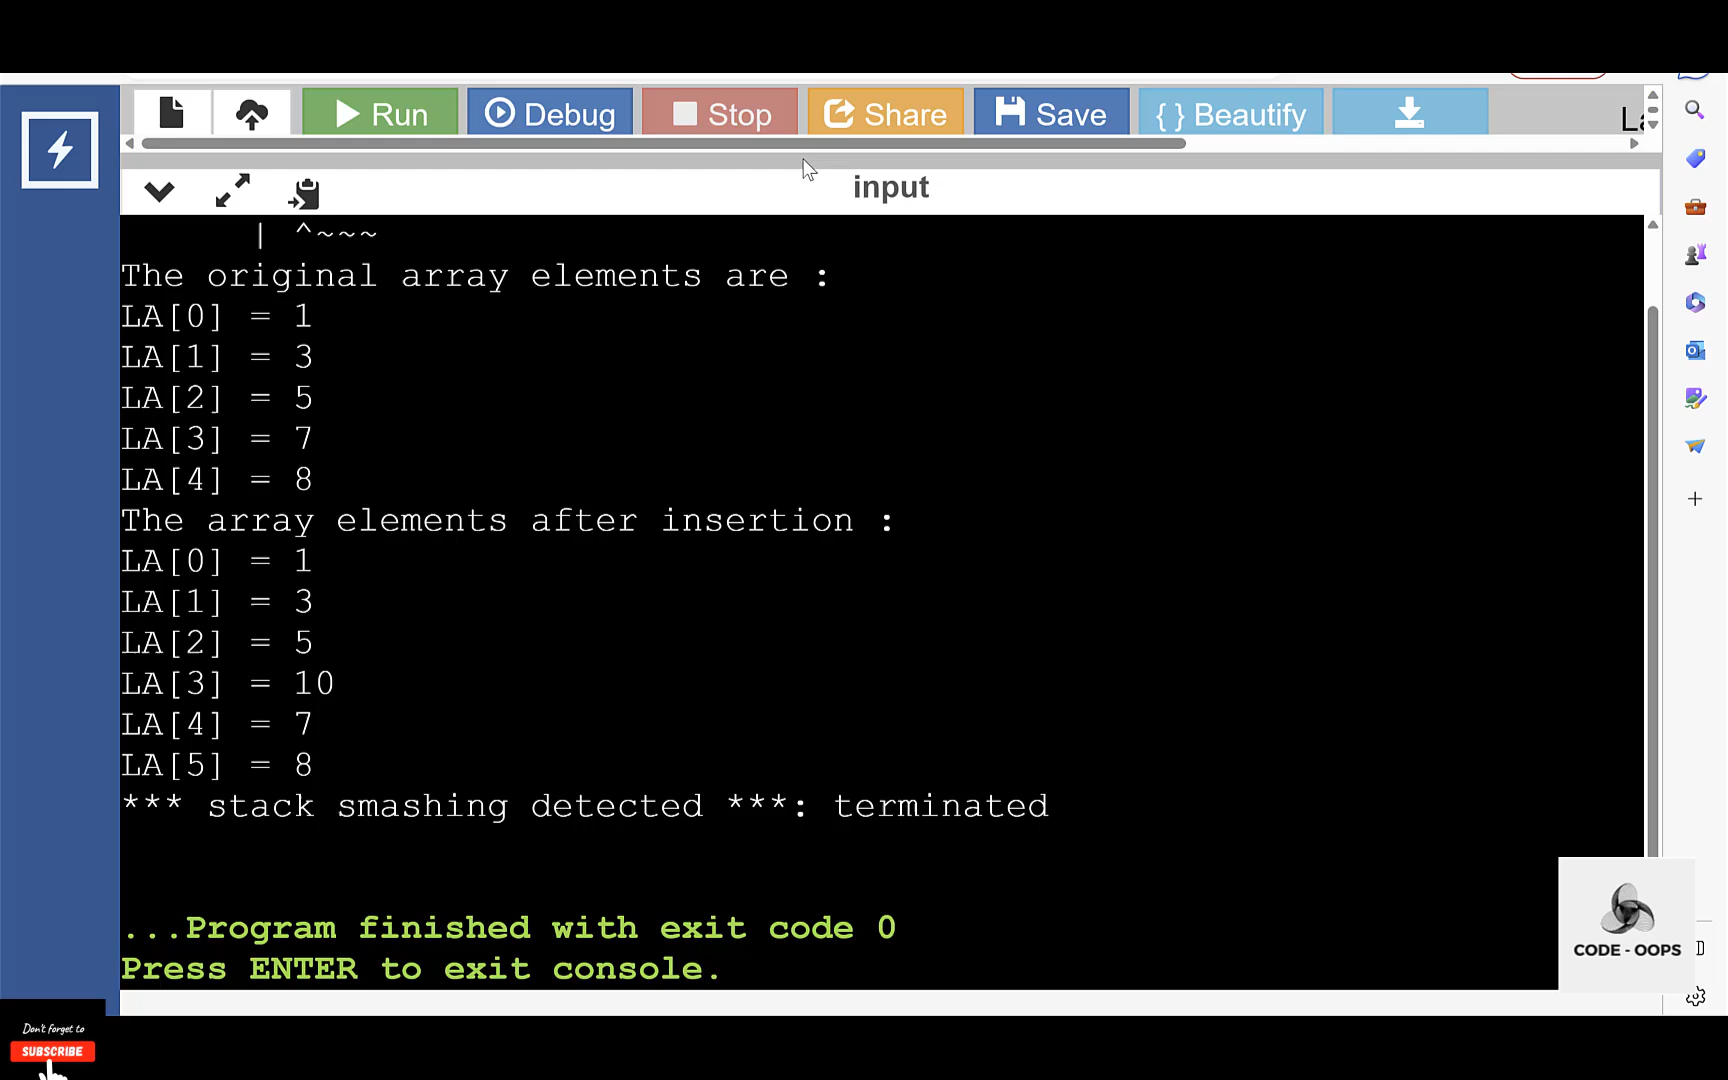 Run Debug Stop Share Save { } Beautify
input
| ^~~~
The original array elements are :
LA[0] = 1
LA[1] = 3
LA[2] = 5
LA[3] = 7
LA[4] = 8
The array elements after insertion :
LA[0] = 1
LA[1] = 3
LA[2] = 5
LA[3] = 10
LA[4] = 7
LA[5] = 8
*** stack smashing detected ***: terminated
...Program finished with exit code 0
Press ENTER to exit console.
CODE - OOPS
Don't forget to
SUBSCRIBE